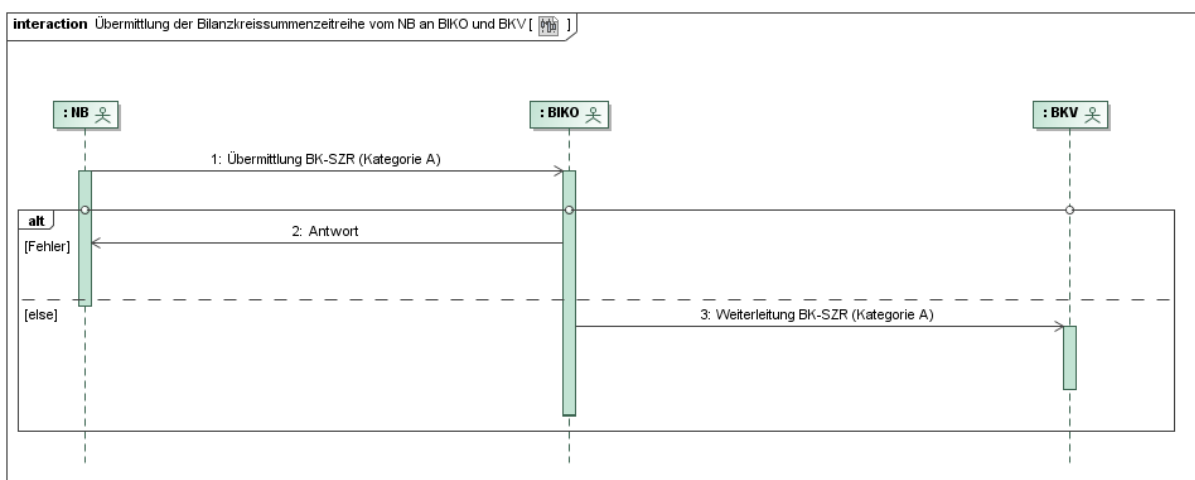 interaction Übermittlung der Bilanzkreissummenzeitreihe vom NB an BIKO und BKV [ ]
: NB
: BIKO
: BKV
1: Übermittlung BK-SZR (Kategorie A)
alt
2: Antwort
[Fehler]
[else]
3: Weiterleitung BK-SZR (Kategorie A)